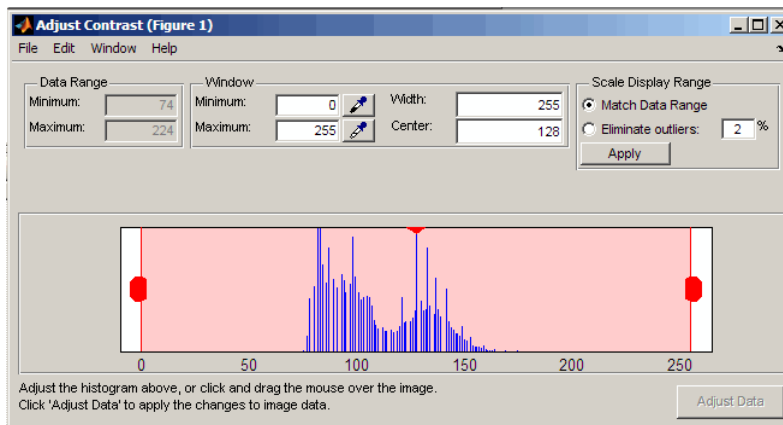 Adjust Contrast (Figure 1)
File Edit Window Help
Data Range
Minimum: 74
Maximum: 224
Window
Minimum: 0
Maximum: 255
Width: 255
Center: 128
Scale Display Range
Match Data Range
Eliminate outliers: 2 %
Apply
0 50 100 150 200 250
Adjust the histogram above, or click and drag the mouse over the image.
Click 'Adjust Data' to apply the changes to image data.
Adjust Data